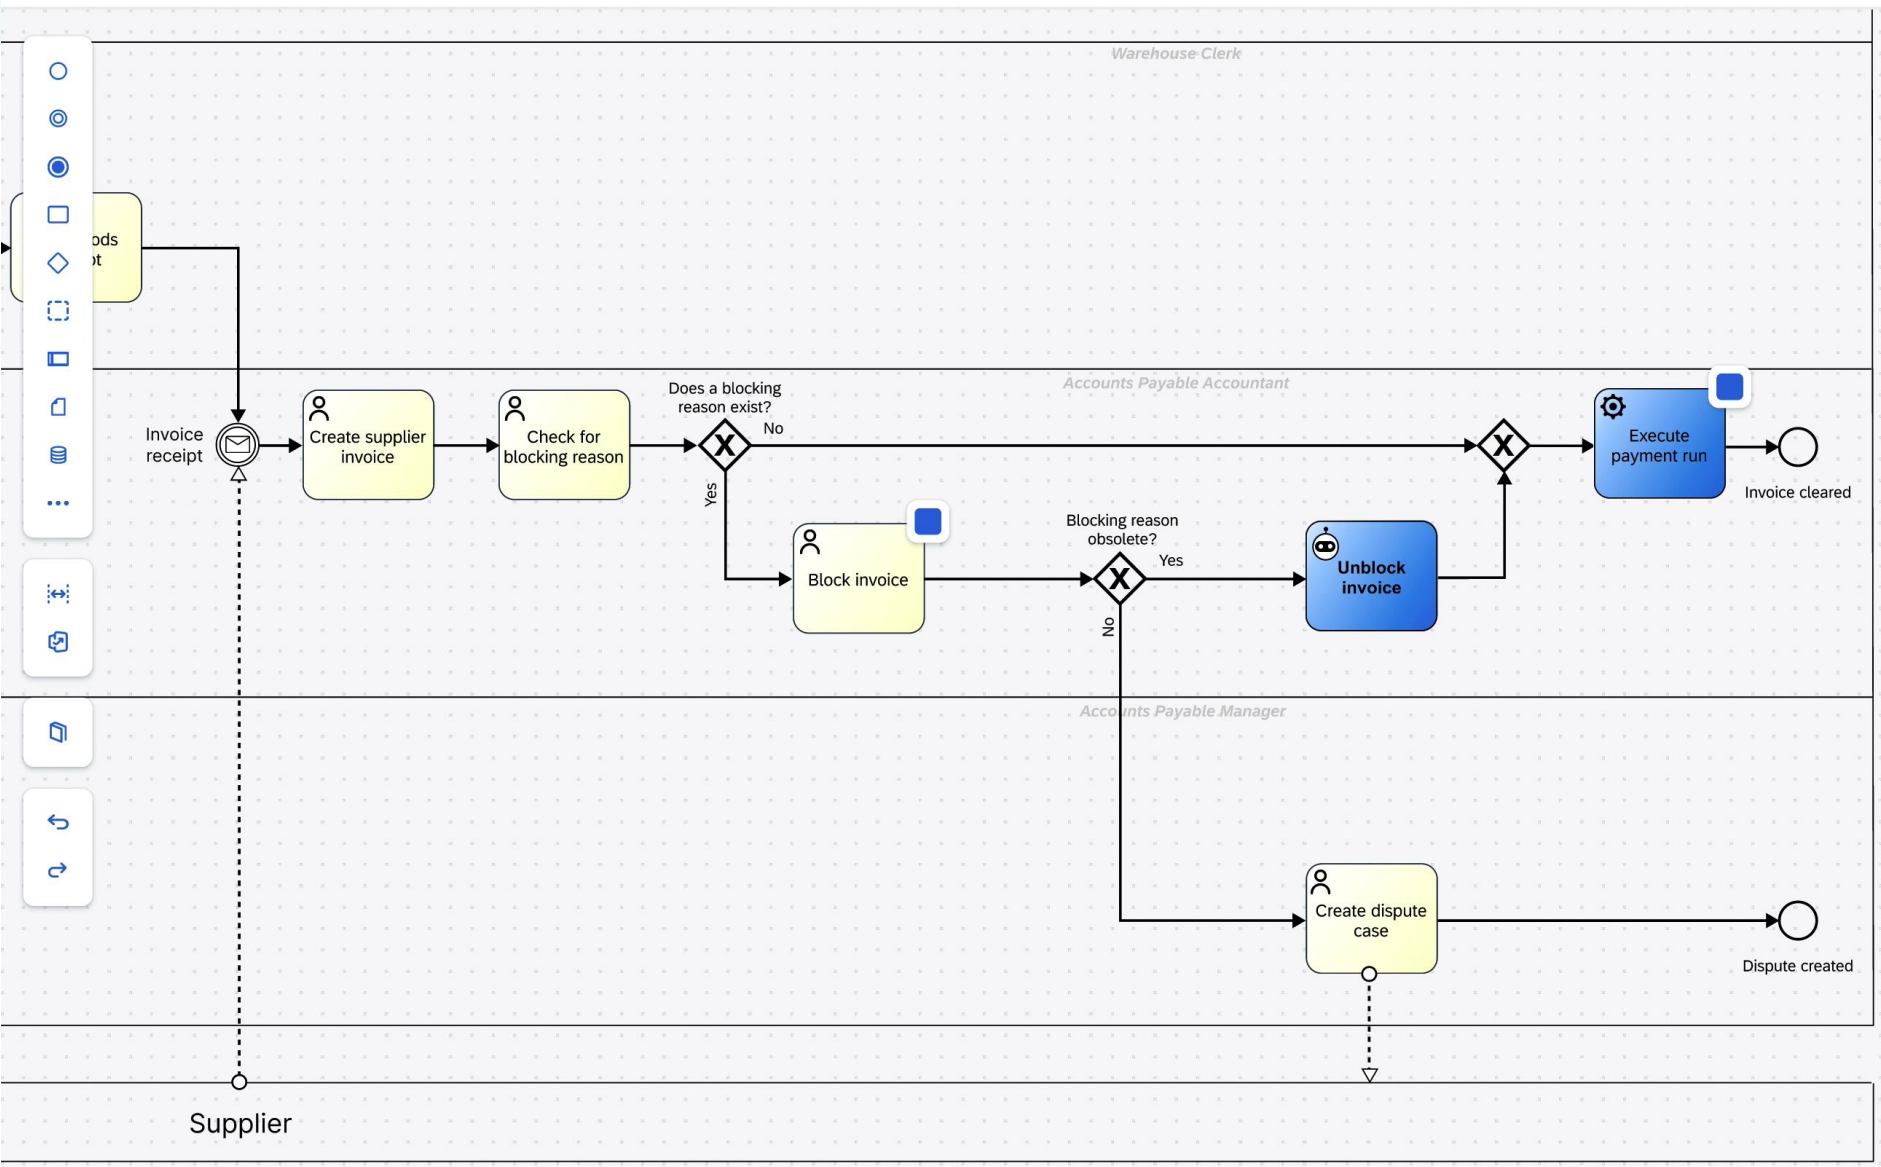 Warehouse Clerk
ods
ot
Accounts Payable Accountant
Does a blocking
reason exist?
No
Invoice
receipt
Create supplier
invoice
Check for
blocking reason
Yes
Execute
payment run
Invoice cleared
Block invoice
Blocking reason
obsolete?
Yes
Unblock
invoice
No
Accounts Payable Manager
Create dispute
case
Dispute created
Supplier